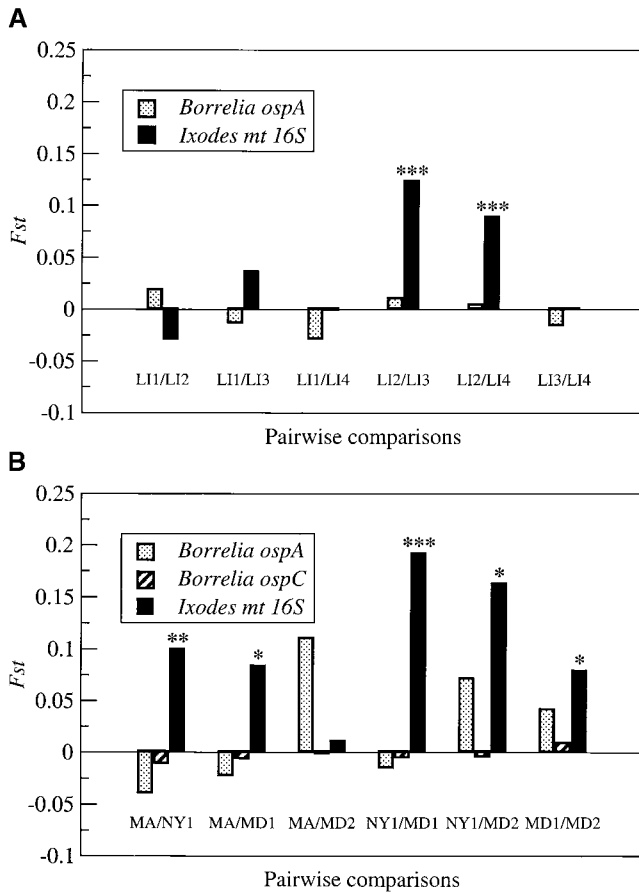 A
0.25
0.2
0.15
0.1
0.05
0
-0.05
-0.1
Fst
Borrelia ospA
Ixodes mt 16S
*** ***
LI1/LI2 LI1/LI3 LI1/LI4 LI2/LI3 LI2/LI4 LI3/LI4
Pairwise comparisons
B
0.25
0.2
0.15
0.1
0.05
0
-0.05
-0.1
Fst
Borrelia ospA
Borrelia ospC
Ixodes mt 16S
** * *** * *
MA/NY1 MA/MD1 MA/MD2 NY1/MD1 NY1/MD2 MD1/MD2
Pairwise comparisons